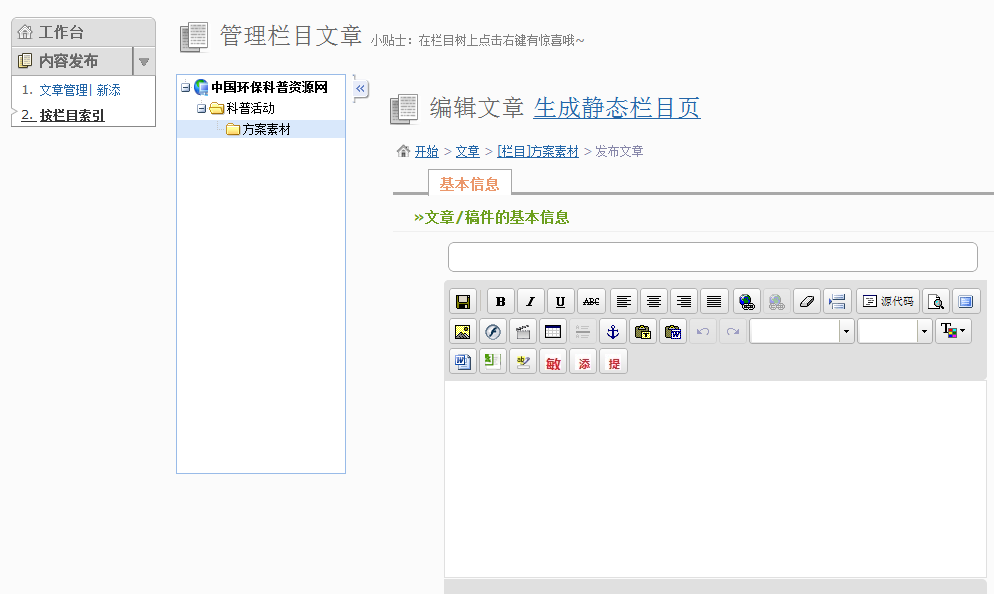 工作台
内容发布
1. 文章管理| 新添
2. 按栏目索引
管理栏目文章 小贴士：在栏目树上点击右键有惊喜哦~
中国环保科普资源网
科普活动
方案素材
编辑文章 生成静态栏目页
开始 > 文章 > [栏目]方案素材 > 发布文章
基本信息
»文章/稿件的基本信息
B I U ABC 源代码
敏 添 提